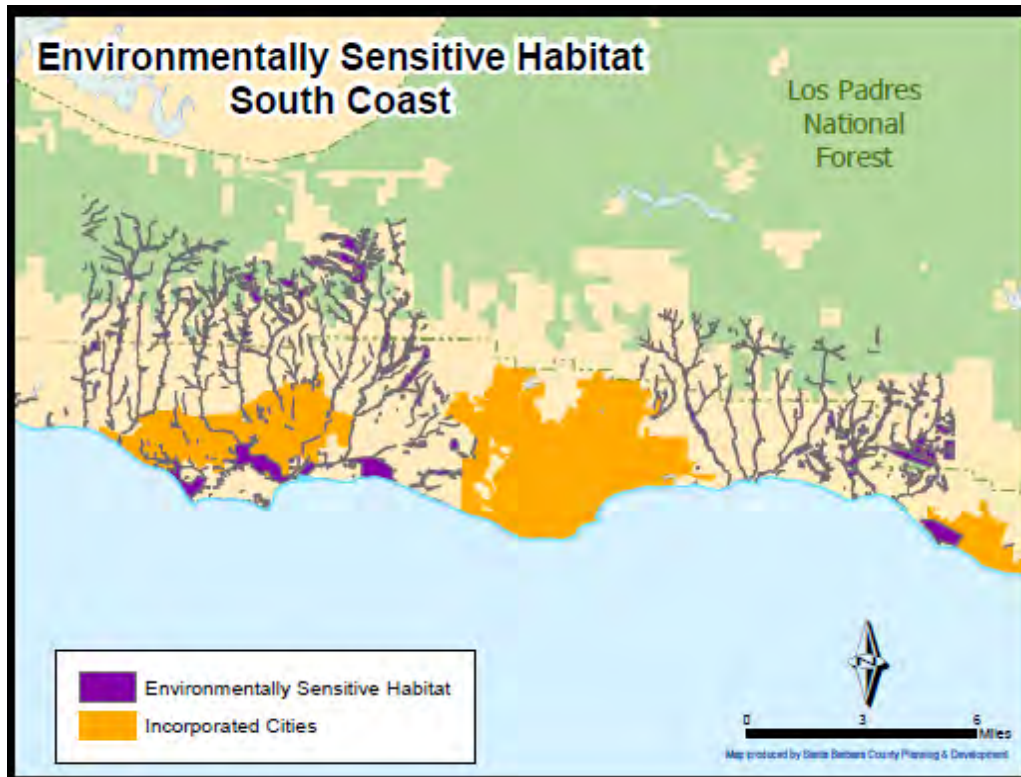 Environmentally Sensitive Habitat
South Coast
Los Padres
National
Forest
Environmentally Sensitive Habitat
Incorporated Cities
N
0 3 6
Miles
Map produced by Santa Barbara County Planning & Development